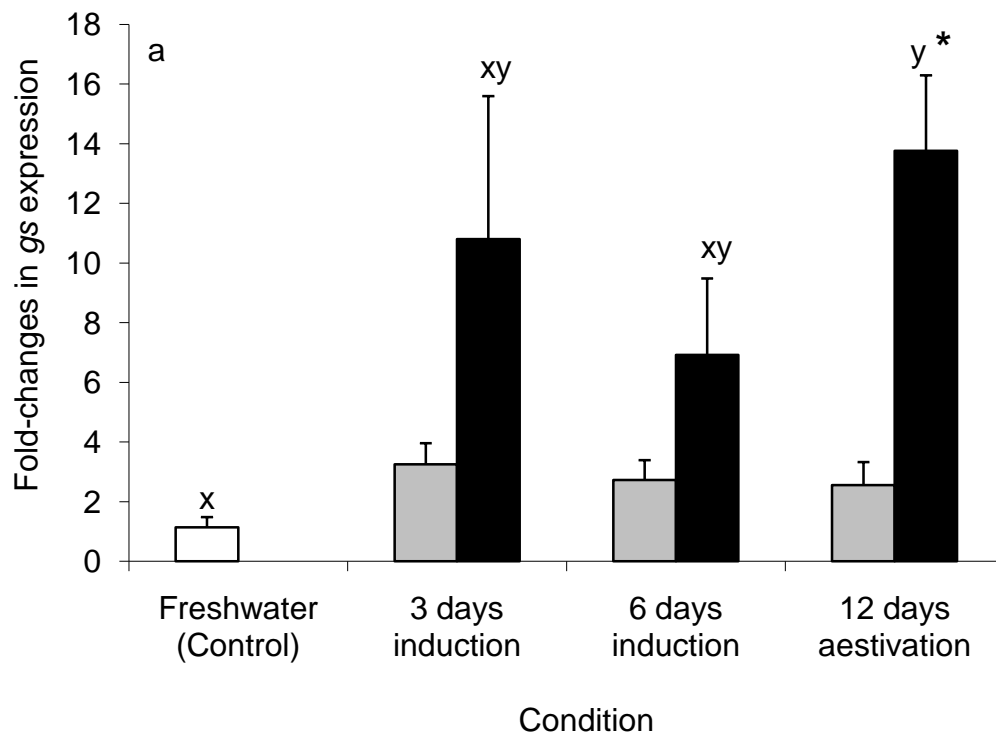 18
16
14
12
10
8
6
4
2
0
Fold-changes in gs expression
a
x
xy
xy
y *
Freshwater
(Control)
3 days
induction
6 days
induction
12 days
aestivation
Condition